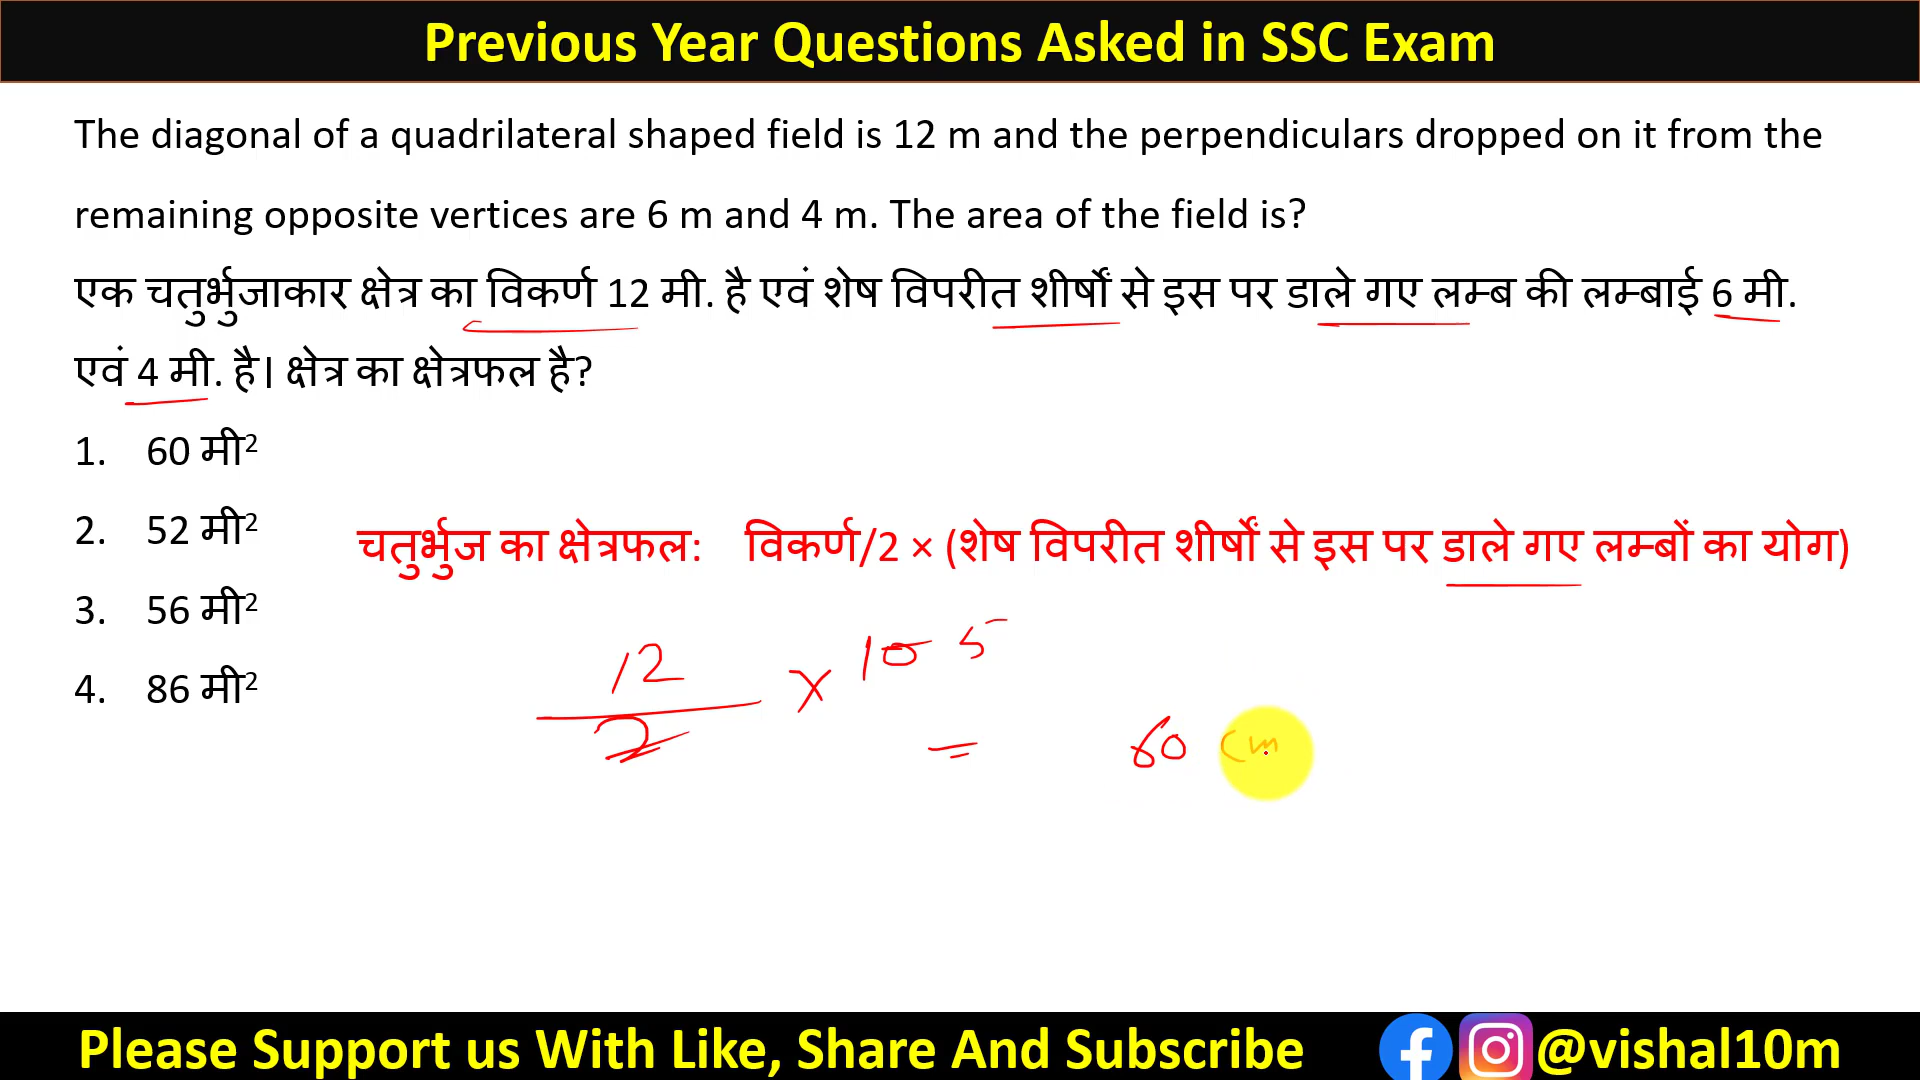 Previous Year Questions Asked in SSC Exam
The diagonal of a quadrilateral shaped field is 12 m and the perpendiculars dropped on it from the
remaining opposite vertices are 6 m and 4 m. The area of the field is?
एक चतुर्भुजाकार क्षेत्र का विकर्ण 12 मी. है एवं शेष विपरीत शीर्षों से इस पर डाले गए लम्ब की लम्बाई 6 मी.
एवं 4 मी. है। क्षेत्र का क्षेत्रफल है?
1. 60 मी²
2. 52 मी²
चतुर्भुज का क्षेत्रफल: विकर्ण/2 × (शेष विपरीत शीर्षों से इस पर डाले गए लम्बों का योग)
3. 56 मी²
4. 86 मी²
12 × 10 5
2
= 60 cm
Please Support us With Like, Share And Subscribe @vishal10m